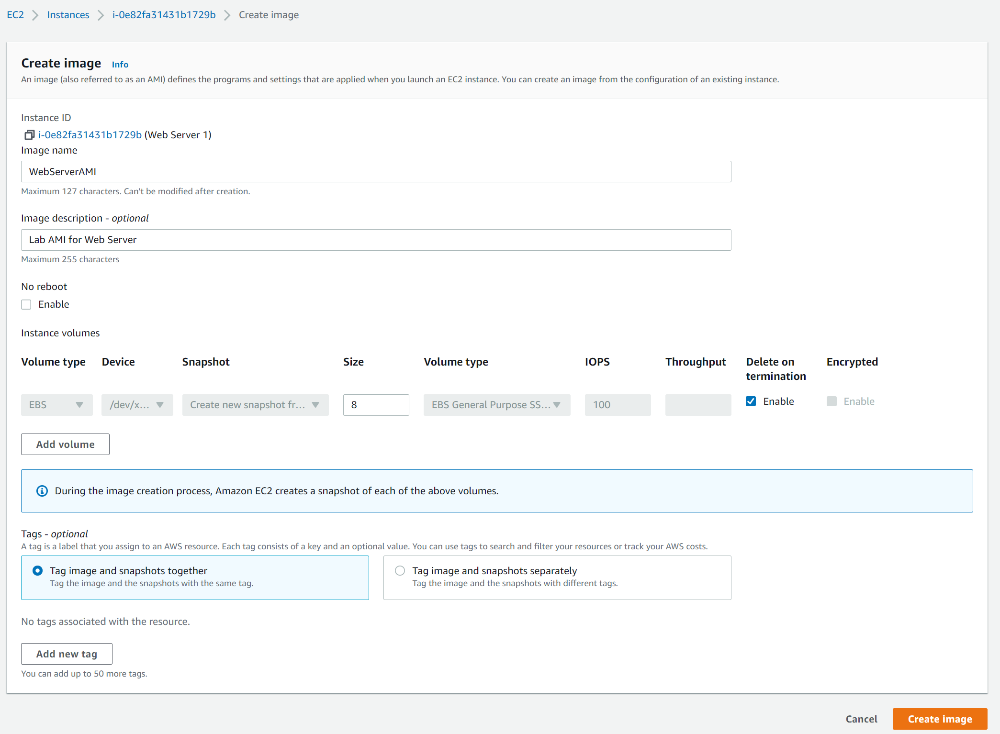 EC2 > Instances > i-0e82fa31431b1729b > Create image
Create image Info
An image (also referred to as an AMI) defines the programs and settings that are applied when you launch an EC2 instance. You can create an image from the configuration of an existing instance.
Instance ID
i-0e82fa31431b1729b (Web Server 1)
Image name
WebServerAMI
Maximum 127 characters. Can't be modified after creation.
Image description - optional
Lab AMI for Web Server
Maximum 255 characters
No reboot
Enable
Instance volumes
Volume type Device Snapshot Size Volume type IOPS Throughput Delete on termination Encrypted
EBS /dev/x... Create new snapshot fr... 8 EBS General Purpose SS... 100 Enable Enable
Add volume
During the image creation process, Amazon EC2 creates a snapshot of each of the above volumes.
Tags - optional
A tag is a label that you assign to an AWS resource. Each tag consists of a key and an optional value. You can use tags to search and filter your resources or track your AWS costs.
Tag image and snapshots together
Tag the image and the snapshots with the same tag.
Tag image and snapshots separately
Tag the image and the snapshots with different tags.
No tags associated with the resource.
Add new tag
You can add up to 50 more tags.
Cancel Create image